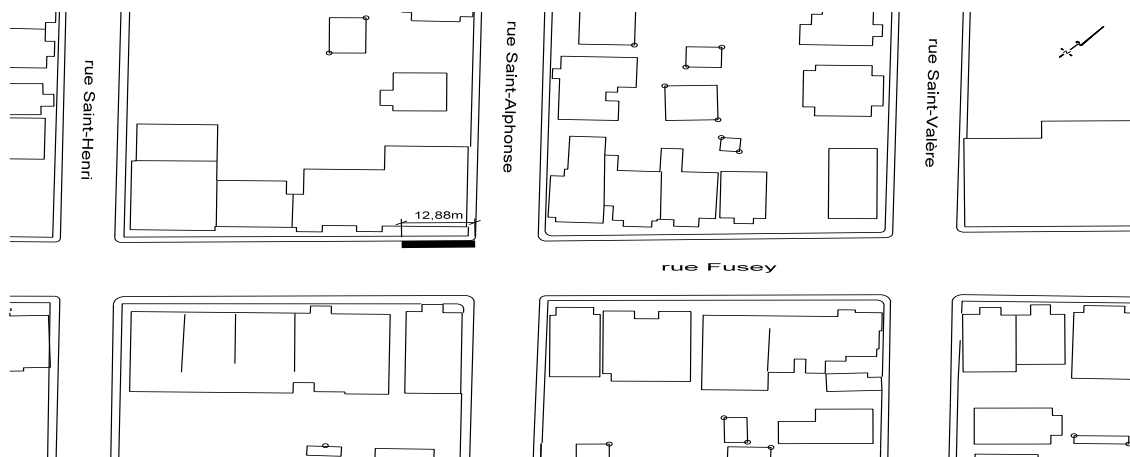 rue Saint-Henri
rue Saint-Alphonse
rue Saint-Valère
12,88m
rue Fusey